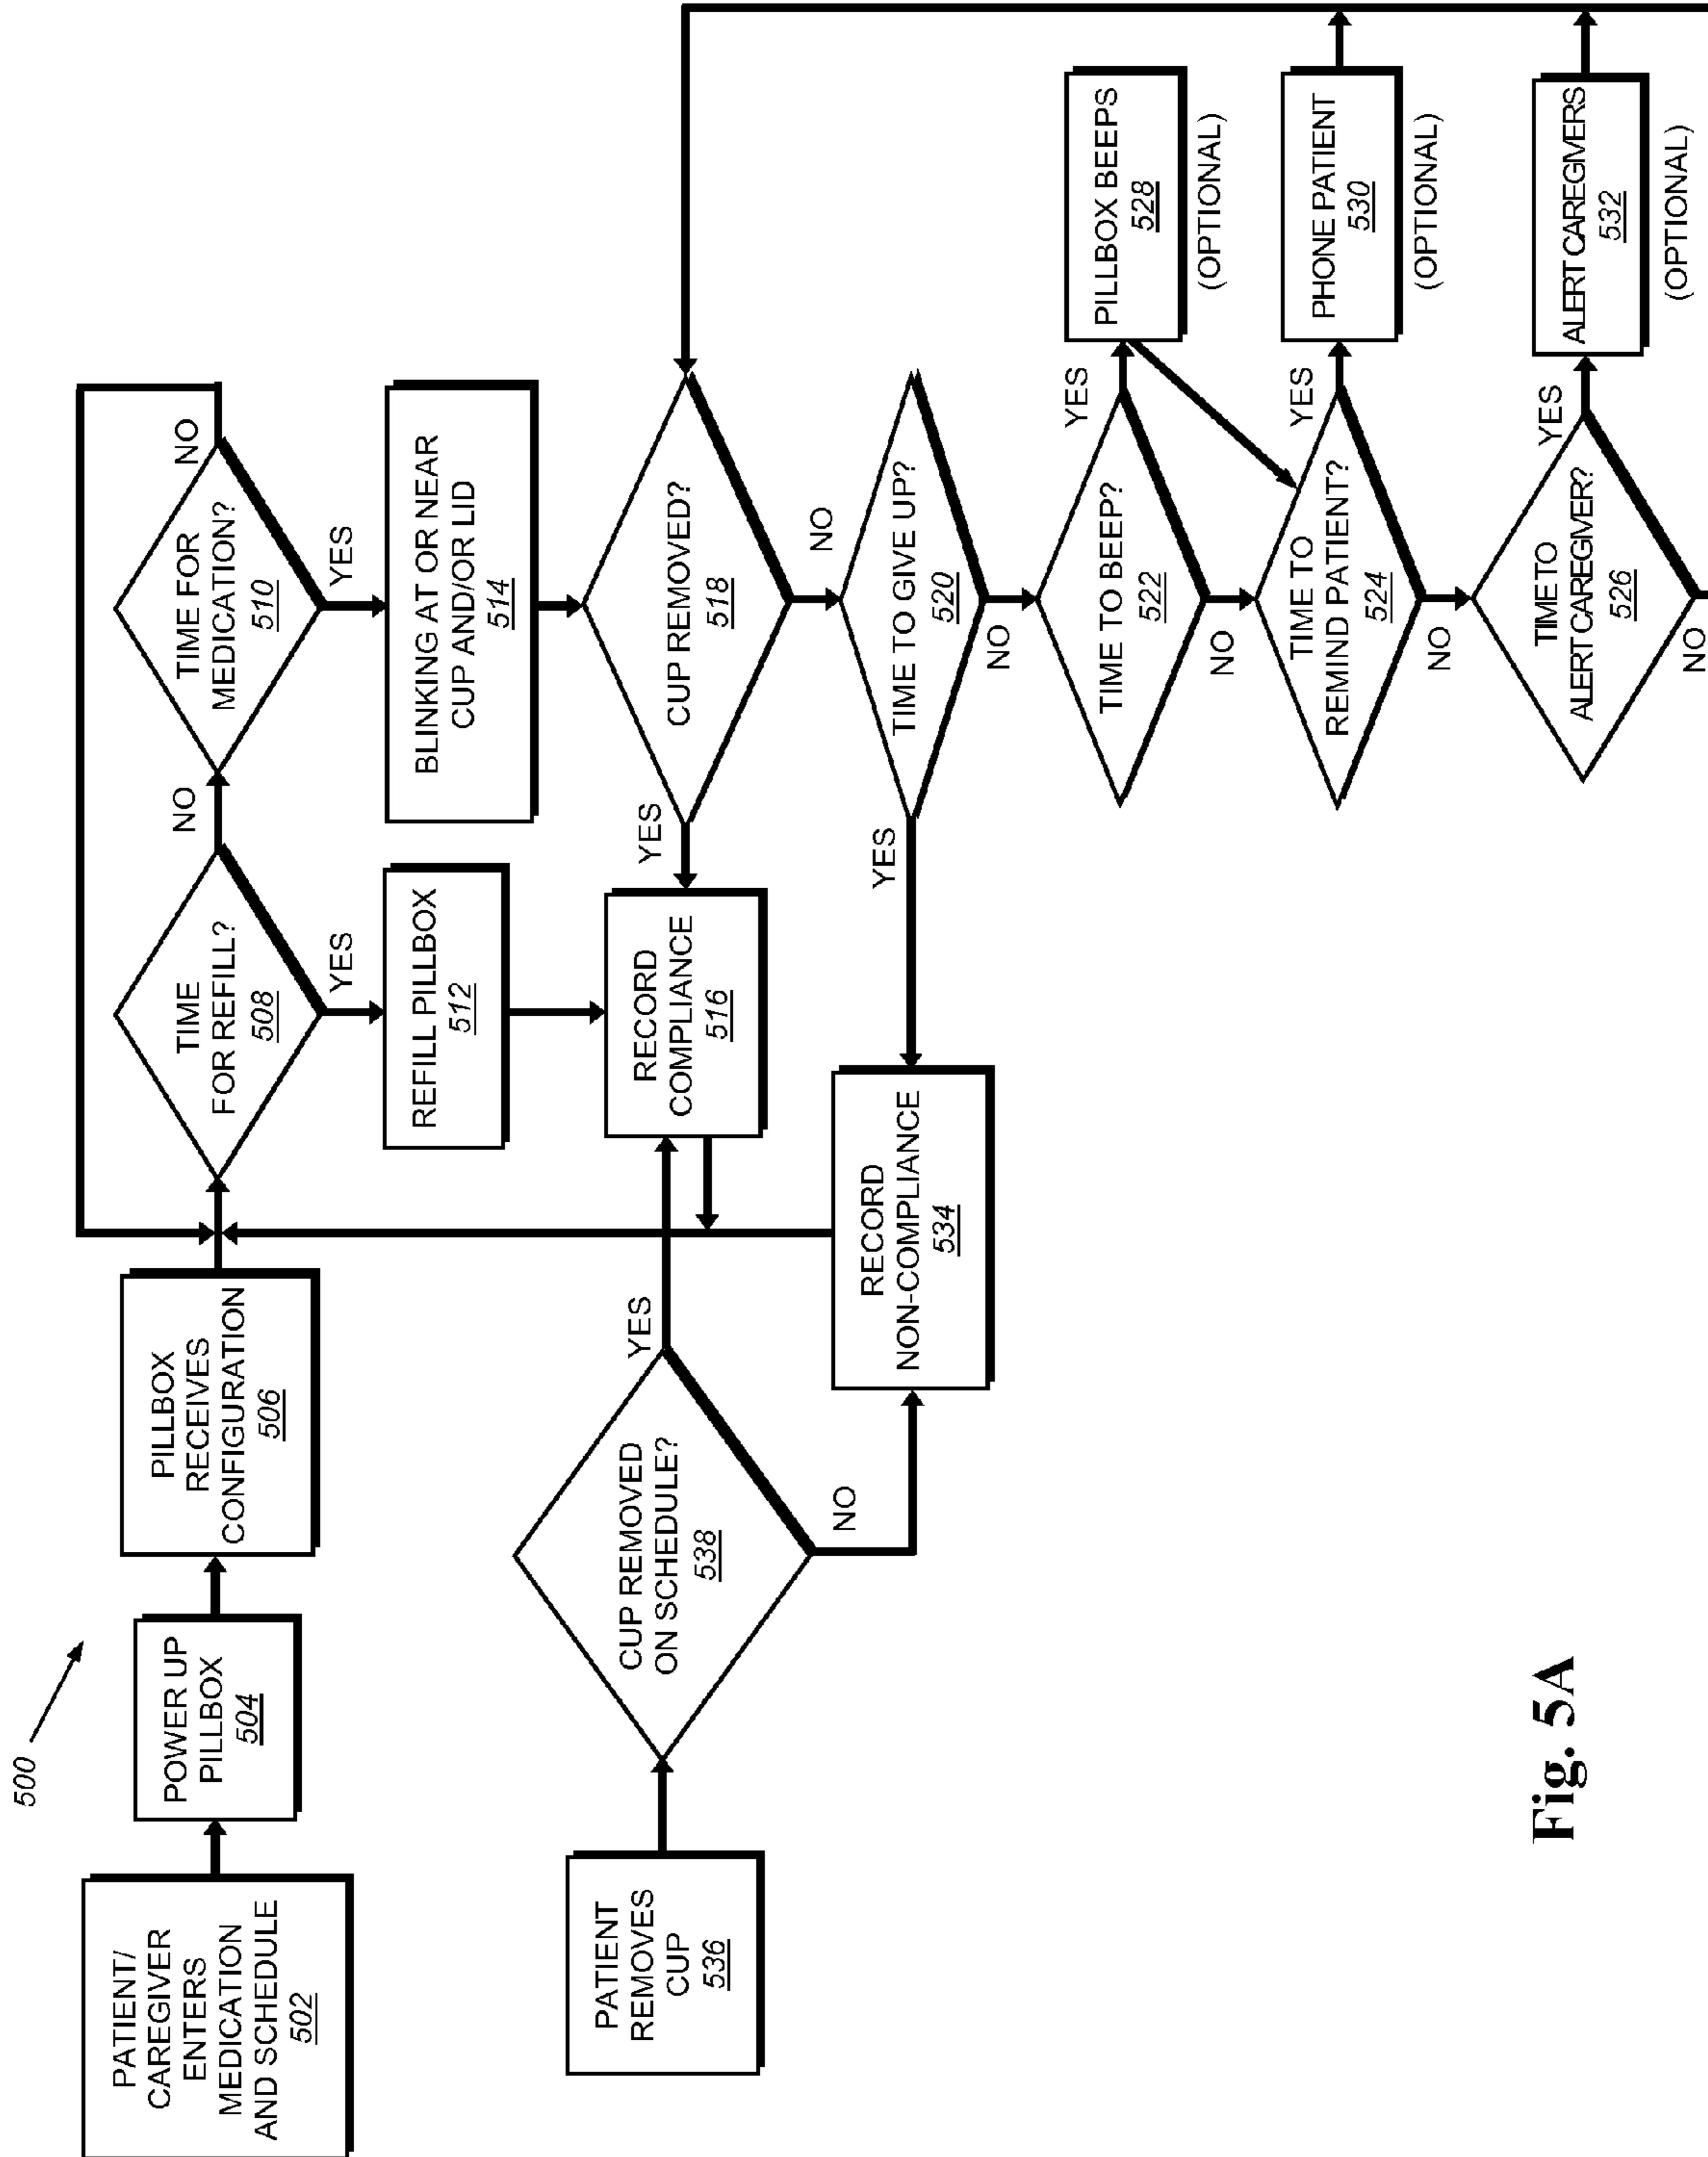 500
PATIENT/
CAREGIVER
ENTERS
MEDICATION
AND SCHEDULE
502
POWER UP
PILLBOX
504
PILLBOX
RECEIVES
CONFIGURATION
506
TIME
FOR REFILL?
508
NO
YES
TIME FOR
MEDICATION?
510
NO
YES
REFILL PILLBOX
512
BLINKING AT OR NEAR
CUP AND/OR LID
514
PATIENT
REMOVES
CUP
536
CUP REMOVED
ON SCHEDULE?
538
YES
NO
RECORD
COMPLIANCE
516
YES
CUP REMOVED?
518
NO
RECORD
NON-COMPLIANCE
534
YES
TIME TO GIVE UP?
520
NO
TIME TO BEEP?
522
YES
NO
PILLBOX BEEPS
528
(OPTIONAL)
TIME TO
REMIND PATIENT?
524
YES
NO
PHONE PATIENT
530
(OPTIONAL)
TIME TO
ALERT CAREGIVER?
526
YES
NO
ALERT CAREGIVERS
532
(OPTIONAL)
Fig. 5A